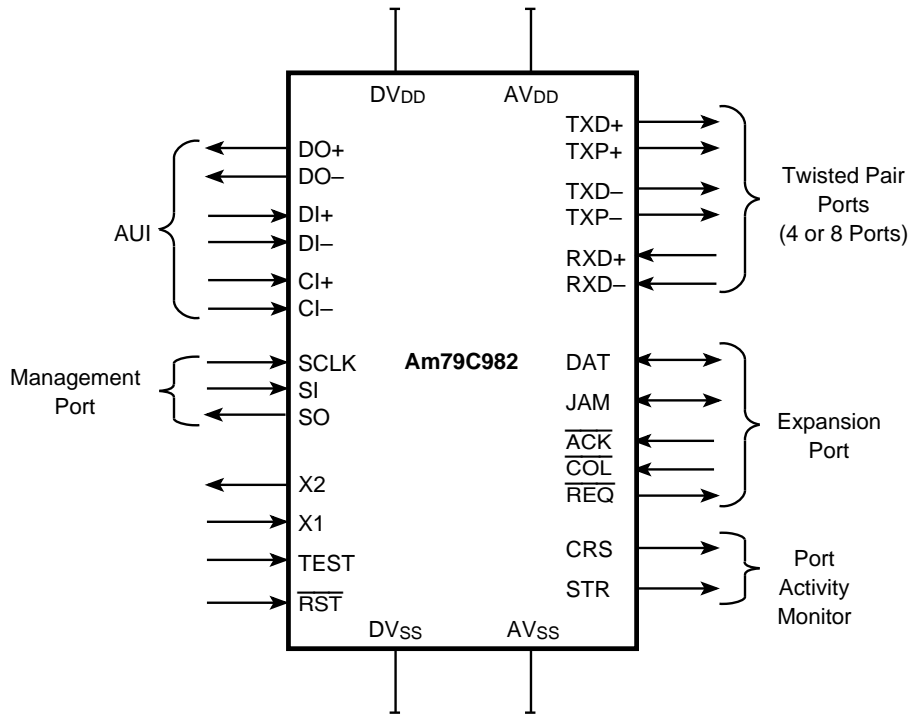 DVDD
AVDD
AUI
DO+
DO–
DI+
DI–
CI+
CI–
Management
Port
SCLK
SI
SO
X2
X1
TEST
RST
Am79C982
TXD+
TXP+
TXD–
TXP–
RXD+
RXD–
Twisted Pair
Ports
(4 or 8 Ports)
DAT
JAM
ACK
COL
REQ
Expansion
Port
CRS
STR
Port
Activity
Monitor
DVSS
AVSS